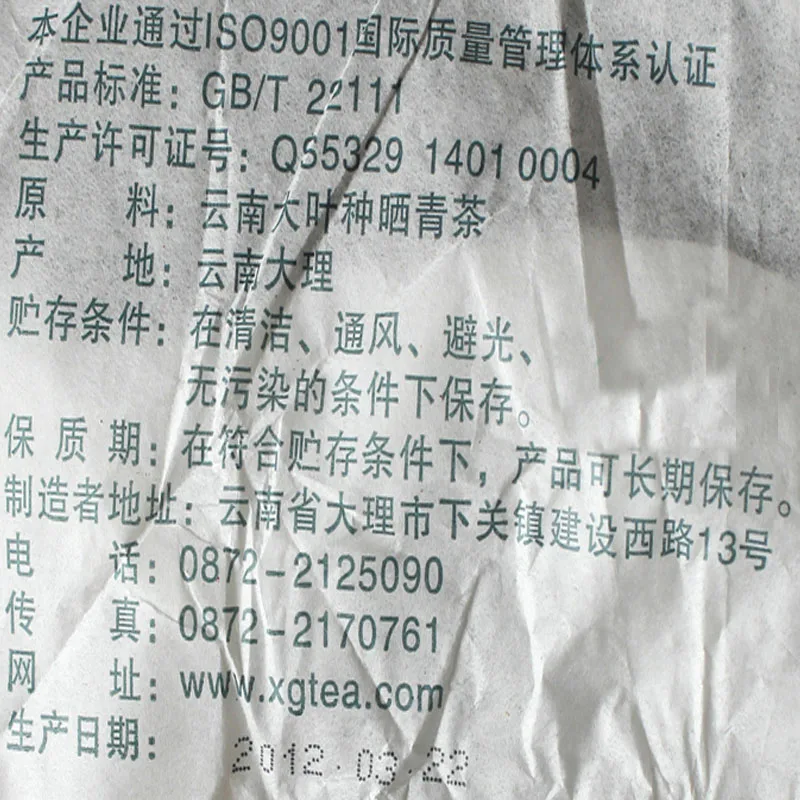 本企业通过ISO9001国际质量管理体系认证
产品标准：GB/T 22111
生产许可证号：QS5329 1401 0004
原 料：云南大叶种晒青茶
产 地：云南大理
贮存条件：在清洁、通风、避光、
无污染的条件下保存。
保 质 期：在符合贮存条件下，产品可长期保存。
制造者地址：云南省大理市下关镇建设西路13号
电 话：0872-2125090
传 真：0872-2170761
网 址：www.xgtea.com
生产日期：2012.03.22